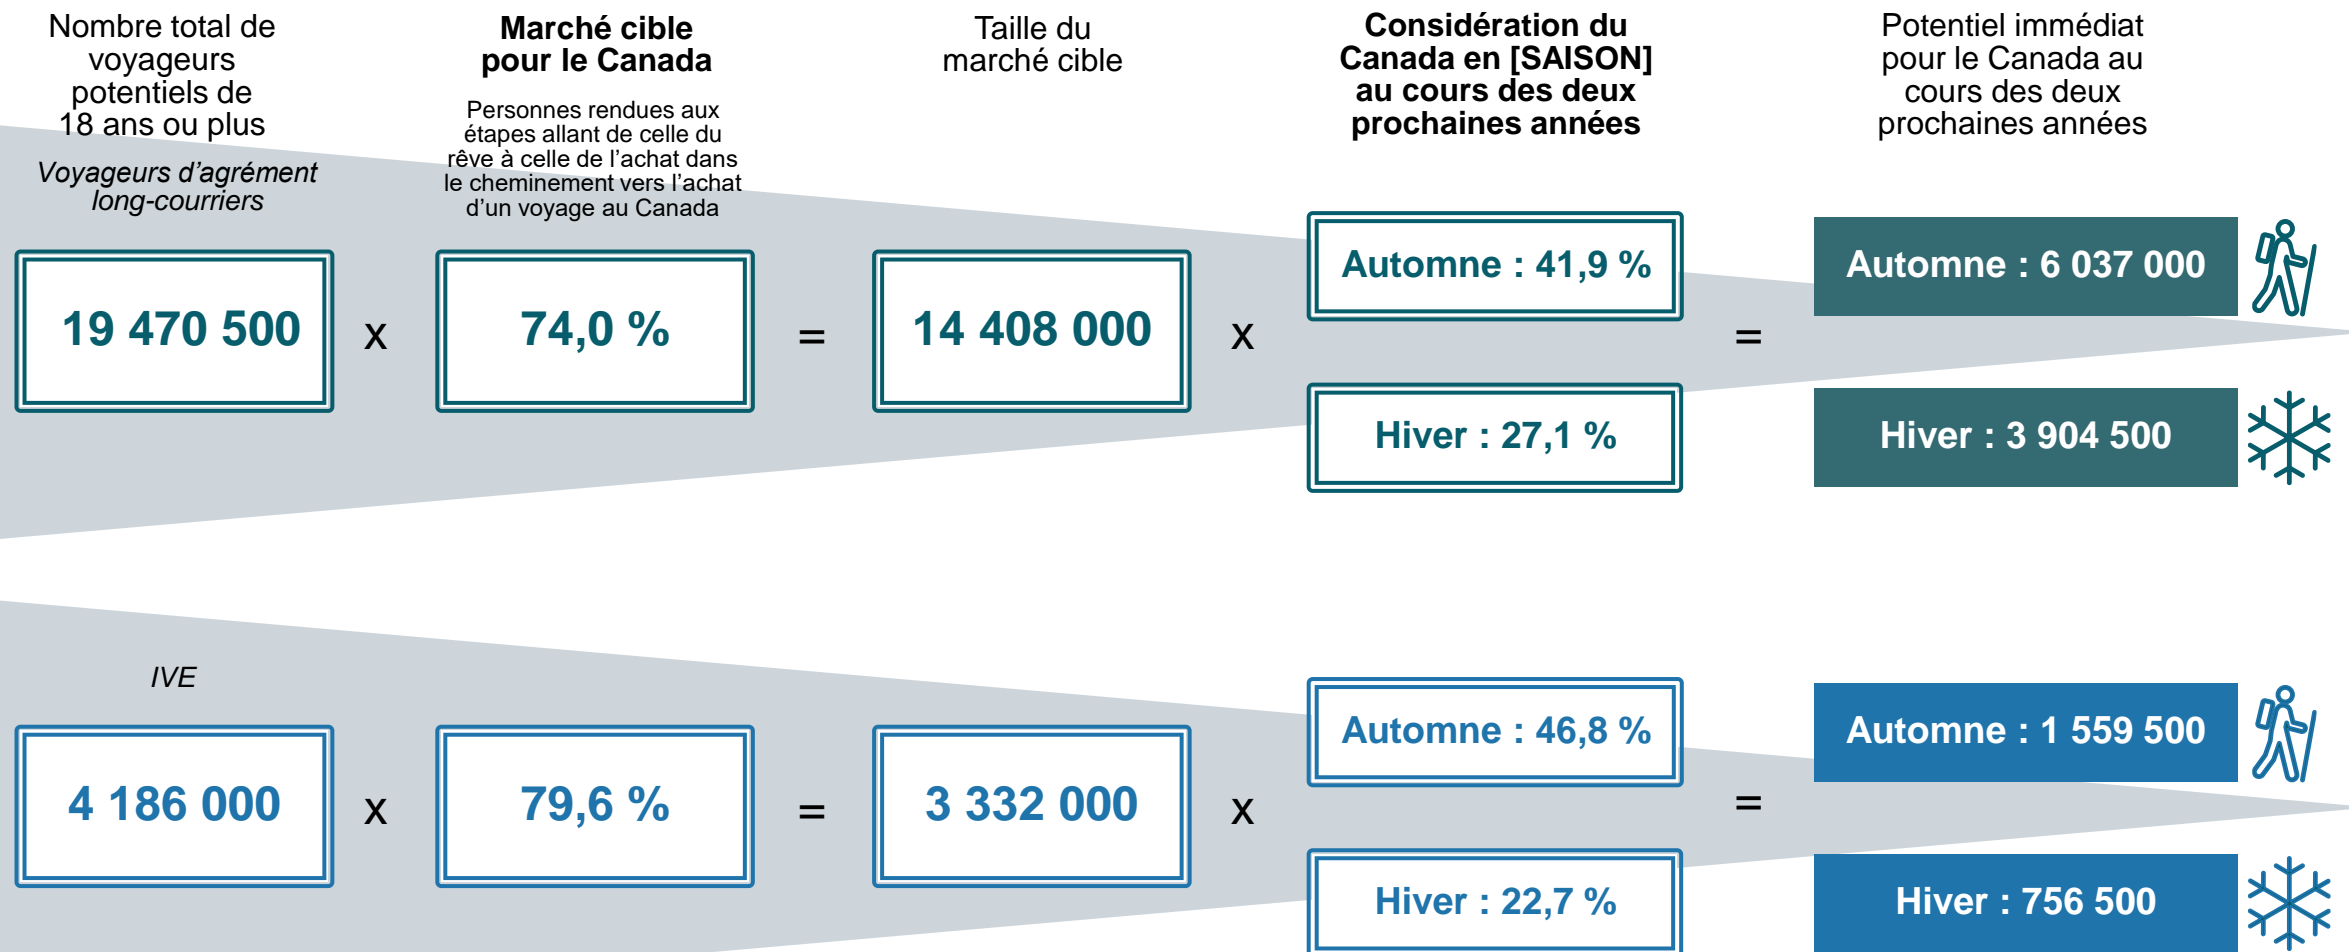 Nombre total de
voyageurs
potentiels de
18 ans ou plus
Voyageurs d’agrément
long-courriers
Marché cible
pour le Canada
Personnes rendues aux
étapes allant de celle du
rêve à celle de l’achat dans
le cheminement vers l’achat
d’un voyage au Canada
Taille du
marché cible
Considération du
Canada en [SAISON]
au cours des deux
prochaines années
Potentiel immédiat
pour le Canada au
cours des deux
prochaines années
19 470 500
x
74,0 %
=
14 408 000
x
Automne : 41,9 %
Hiver : 27,1 %
=
Automne : 6 037 000
Hiver : 3 904 500
IVE
4 186 000
x
79,6 %
=
3 332 000
x
Automne : 46,8 %
Hiver : 22,7 %
=
Automne : 1 559 500
Hiver : 756 500